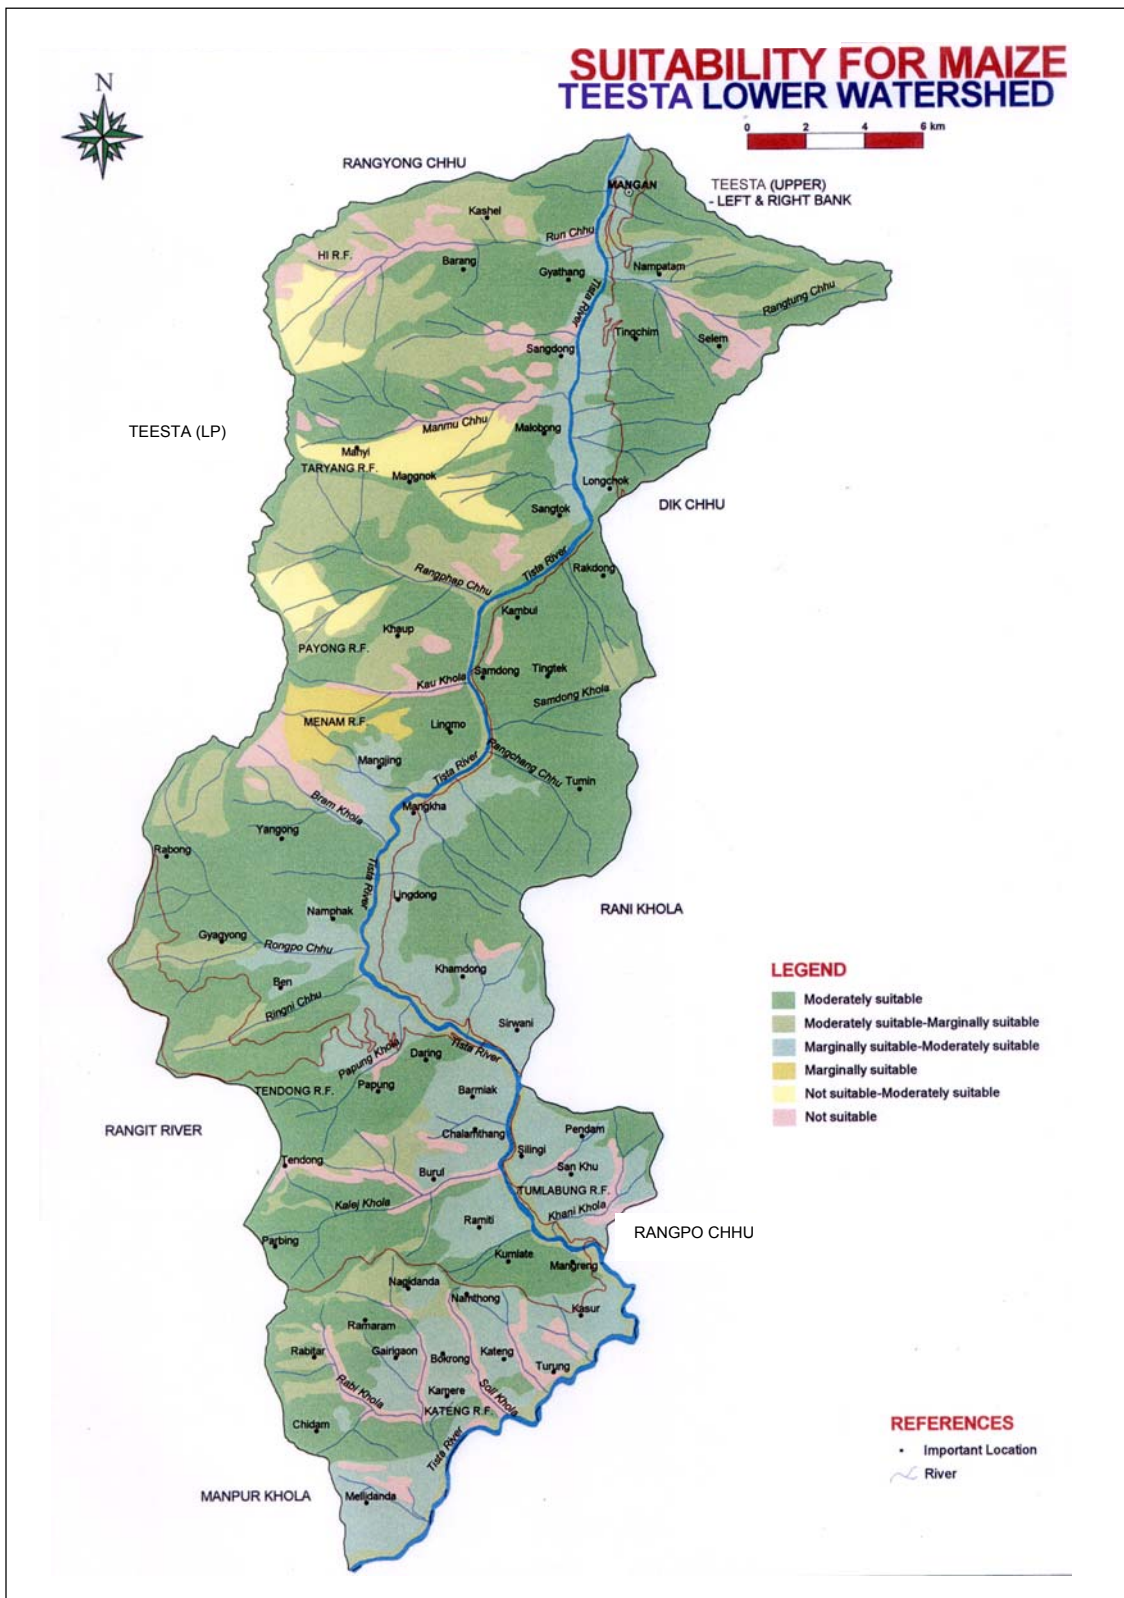 SUITABILITY FOR MAIZE
TEESTA LOWER WATERSHED
N
0 2 4 6 km
RANGYONG CHHU
MANGAN
TEESTA (UPPER)
- LEFT & RIGHT BANK
Kashel
Run Chhu
HI R.F.
Barang
Gyathang
Nampatam
Tista River
Rangtung Chhu
Tingchim
Selem
Sangdong
Manmu Chhu
Malobong
TEESTA (LP)
Manyi
TARYANG R.F.
Mangnok
Longchok
DIK CHHU
Sangtok
Tista River
Rakdong
Rangphap Chhu
Kambul
Khaup
PAYONG R.F.
Samdong
Tingtek
Kau Khola
Samdong Khola
MENAM R.F.
Lingmo
Rangchang Chhu
Mangjing
Tista River
Tumin
Bram Khola
Mangkha
Yangong
Rabong
Tista River
Lingdong
RANI KHOLA
Namphak
Gyagyong
Rongpo Chhu
Khamdong
LEGEND
Ben
Moderately suitable
Ringni Chhu
Sirwani
Moderately suitable-Marginally suitable
Tista River
Marginally suitable-Moderately suitable
Papung Khola
Daring
Marginally suitable
TENDONG R.F.
Papung
Barmiak
Not suitable-Moderately suitable
Not suitable
RANGIT RIVER
Chalamthang
Pendam
Silingi
Tendong
Burul
San Khu
TUMLABUNG R.F.
Kalej Khola
Khani Khola
Ramiti
RANGPO CHHU
Parbing
Kumlate
Mangreng
Nagidanda
Namthong
Kasur
Ramaram
Rabitar
Gairigaon
Bokrong
Kateng
Turung
Rabi Khola
Kamere
Soli Khola
KATENG R.F.
Chidam
Tista River
REFERENCES
Important Location
River
MANPUR KHOLA
Mellidanda